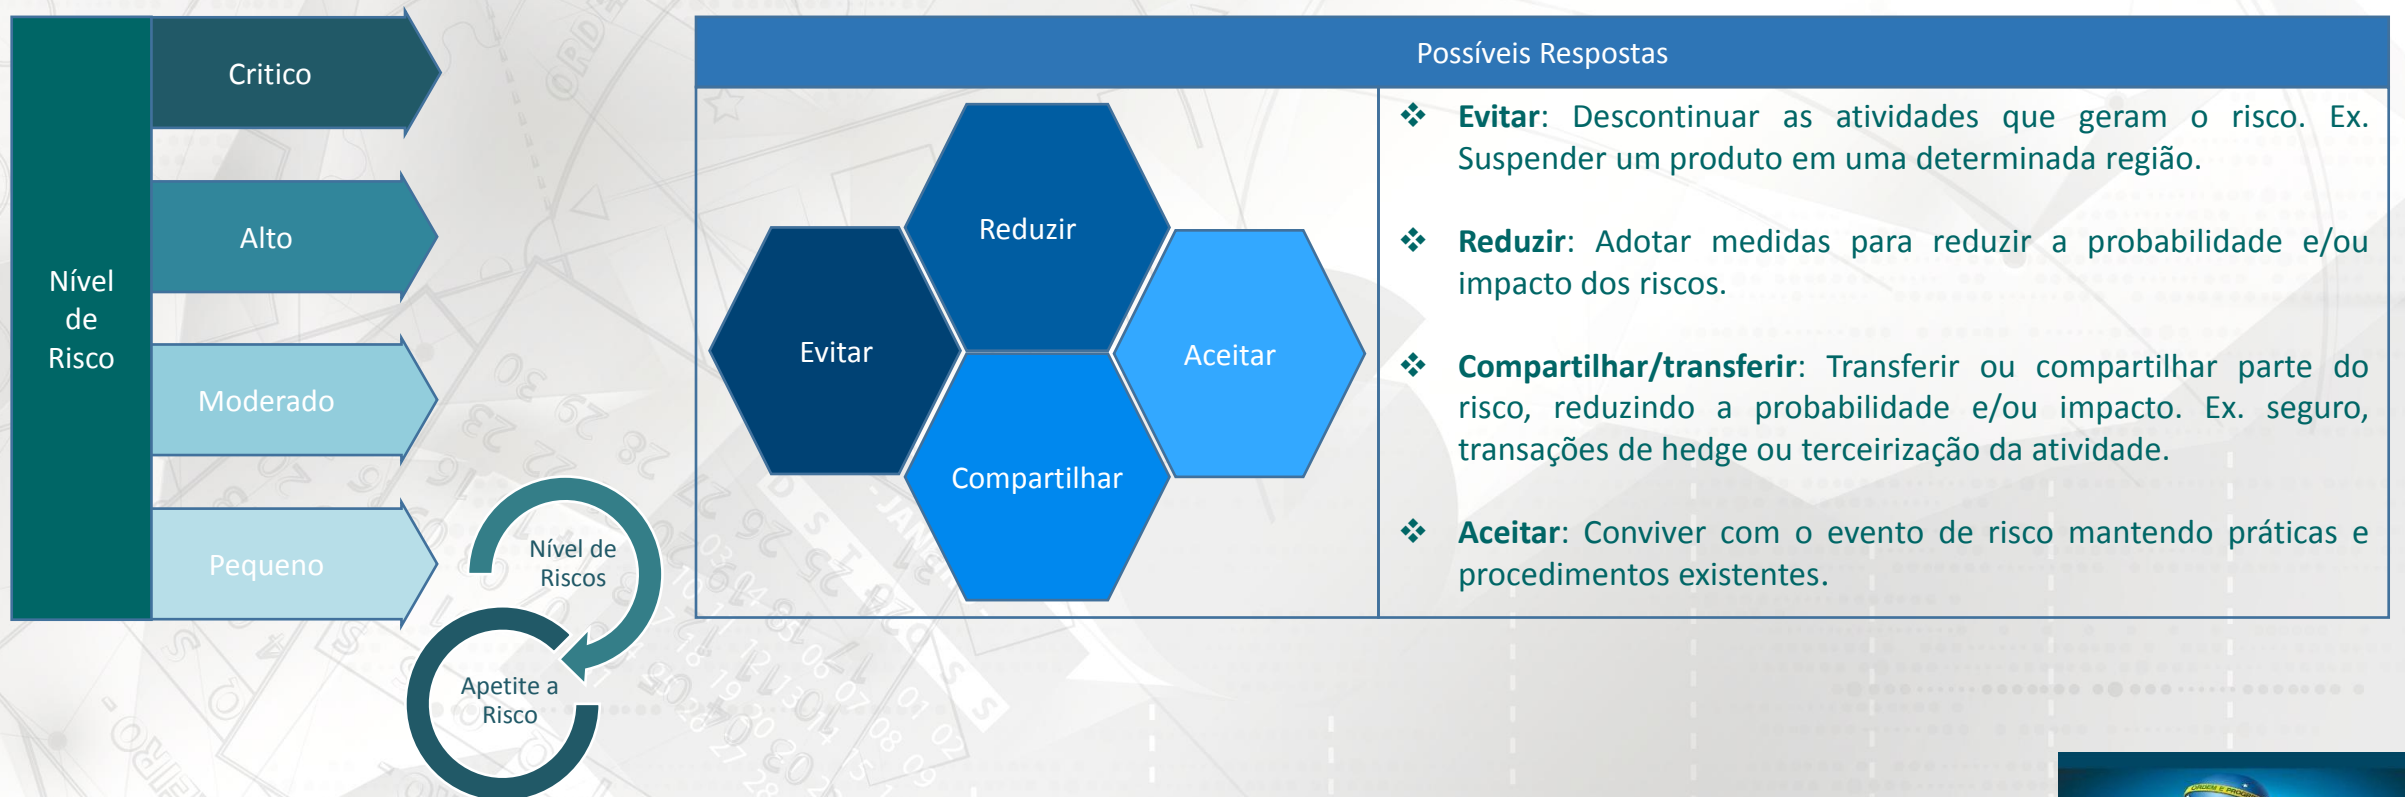 Nível
de
Risco
Critico
Alto
Moderado
Pequeno
Nível de
Riscos
Apetite a
Risco
Possíveis Respostas
Reduzir
Evitar
Aceitar
Compartilhar
❖ Evitar: Descontinuar as atividades que geram o risco. Ex.
Suspender um produto em uma determinada região.
❖ Reduzir: Adotar medidas para reduzir a probabilidade e/ou
impacto dos riscos.
❖ Compartilhar/transferir: Transferir ou compartilhar parte do
risco, reduzindo a probabilidade e/ou impacto. Ex. seguro,
transações de hedge ou terceirização da atividade.
❖ Aceitar: Conviver com o evento de risco mantendo práticas e
procedimentos existentes.